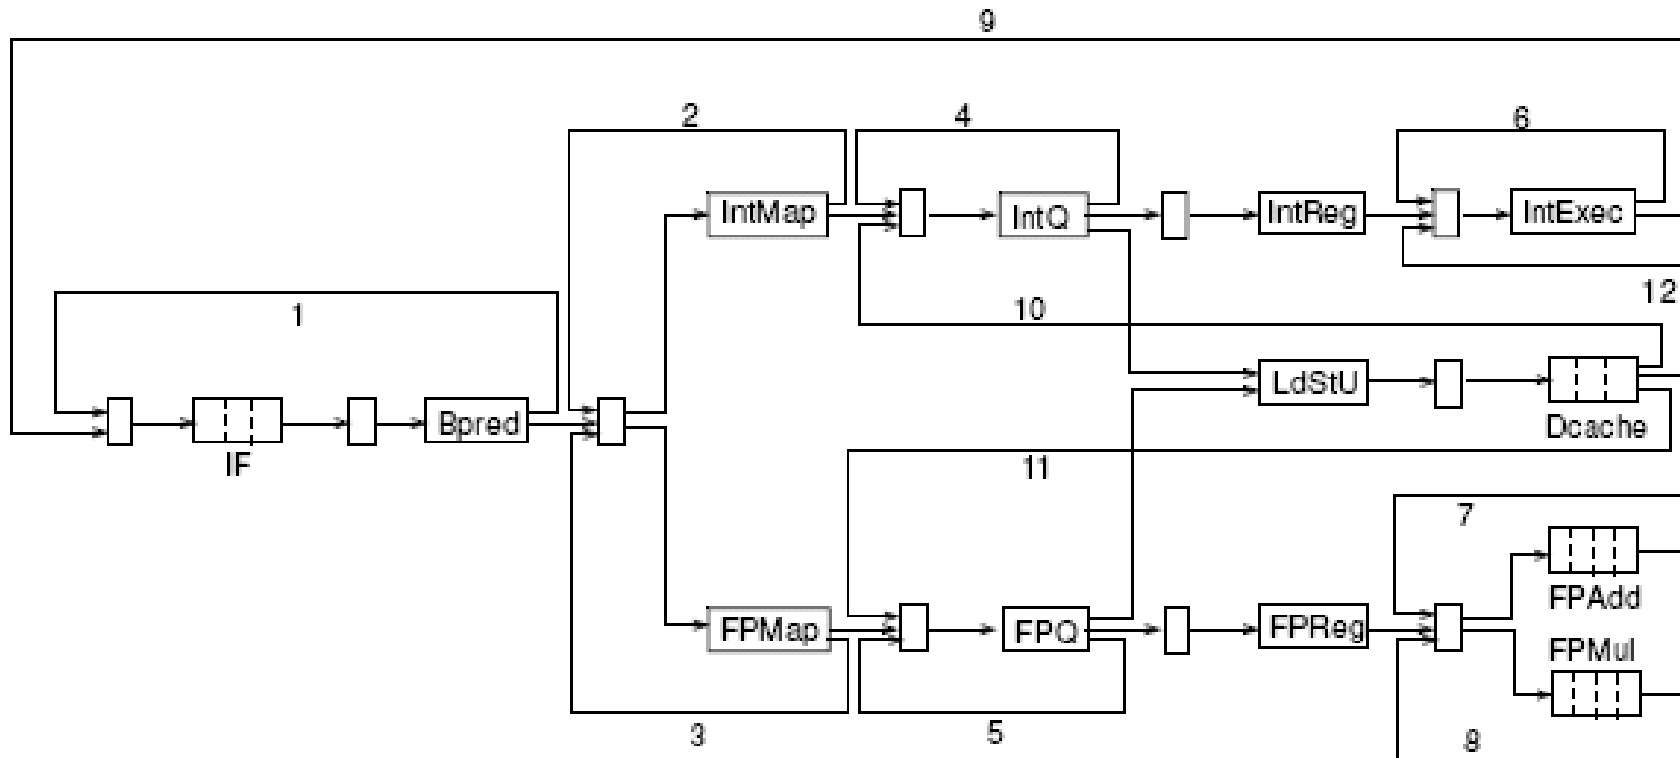 9
2
4
6
IntMap
IntQ
IntReg
IntExec
12
1
10
LdStU
Bpred
Dcache
IF
11
7
FPAdd
FPMap
FPQ
FPReg
FPMul
3
5
8